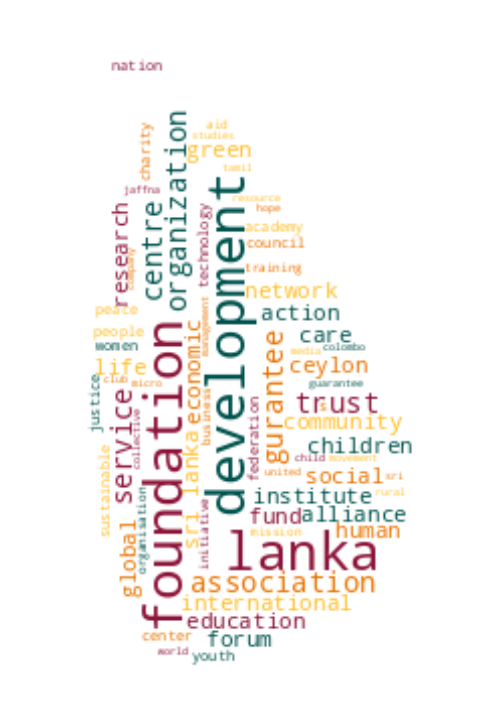 nation
charity
organization
aid
studies
green
tamil
jaffna
centre
development
resource
hope
research
technology
academy
council
company
training
network
peace
management
action
people
women
foundation
economic
gurantee
care
colombo
media
life
club
micro
ceylon
guarantee
justice
service
collective
business
federation
trust
s
community
children
sri lanka
child
movement
united
social
sri
sustainable
organisation
initiative
institute
rural
fund
alliance
mission
human
global
lanka
association
international
education
center
forum
world
youth